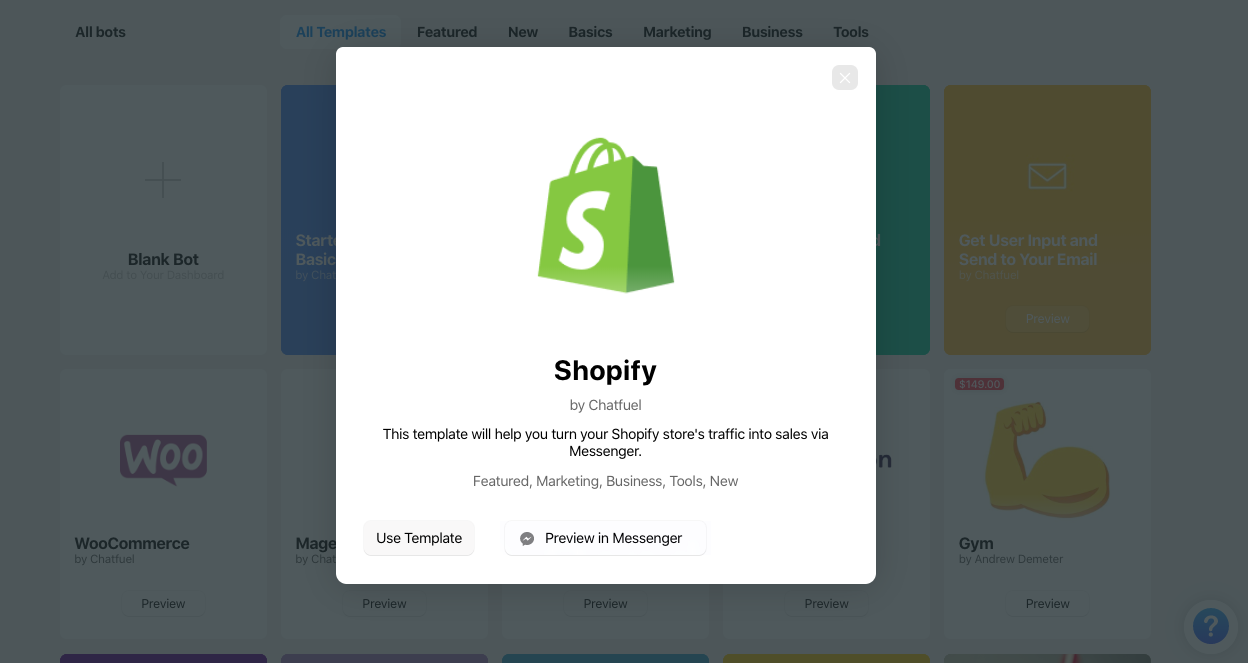 All bots
All Templates
Featured
New
Basics
Marketing
Business
Tools
Blank Bot
Add to Your Dashboard
by Chat
Get User Input and
Send to Your Email
by Chatfuel
Preview
S
Shopify
by Chatfuel
This template will help you turn your Shopify store's traffic into sales via
Messenger.
Featured, Marketing, Business, Tools, New
Use Template
Preview in Messenger
WOO
WooCommerce
by Chatfuel
Preview
Mage
by Chat
Preview
Preview
n
Preview
$149.00
Gym
by Andrew Demeter
Preview
?